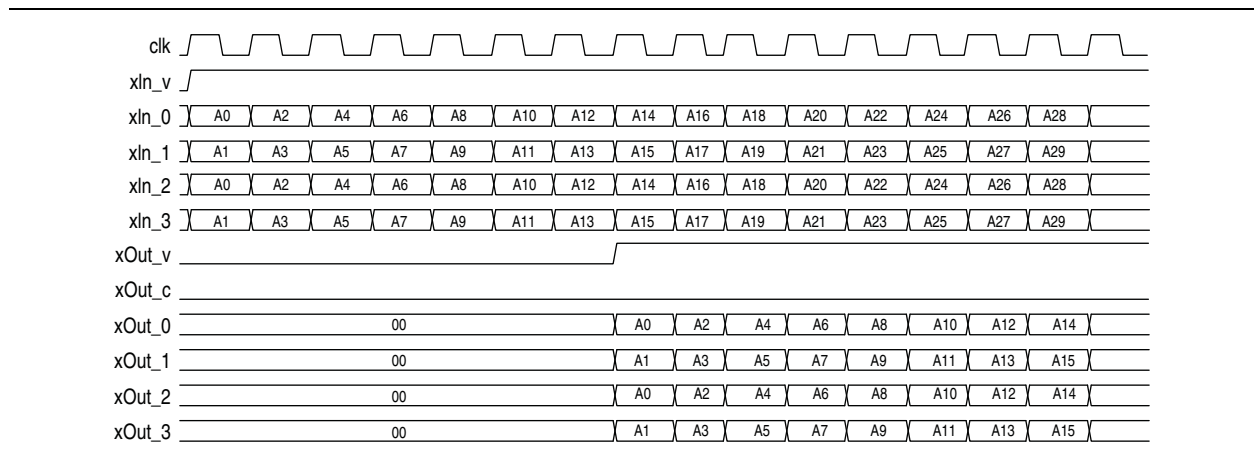 clk
xIn_v
xIn_0 A0 A2 A4 A6 A8 A10 A12 A14 A16 A18 A20 A22 A24 A26 A28
xIn_1 A1 A3 A5 A7 A9 A11 A13 A15 A17 A19 A21 A23 A25 A27 A29
xIn_2 A0 A2 A4 A6 A8 A10 A12 A14 A16 A18 A20 A22 A24 A26 A28
xIn_3 A1 A3 A5 A7 A9 A11 A13 A15 A17 A19 A21 A23 A25 A27 A29
xOut_v
xOut_c
xOut_0 00 A0 A2 A4 A6 A8 A10 A12 A14
xOut_1 00 A1 A3 A5 A7 A9 A11 A13 A15
xOut_2 00 A0 A2 A4 A6 A8 A10 A12 A14
xOut_3 00 A1 A3 A5 A7 A9 A11 A13 A15